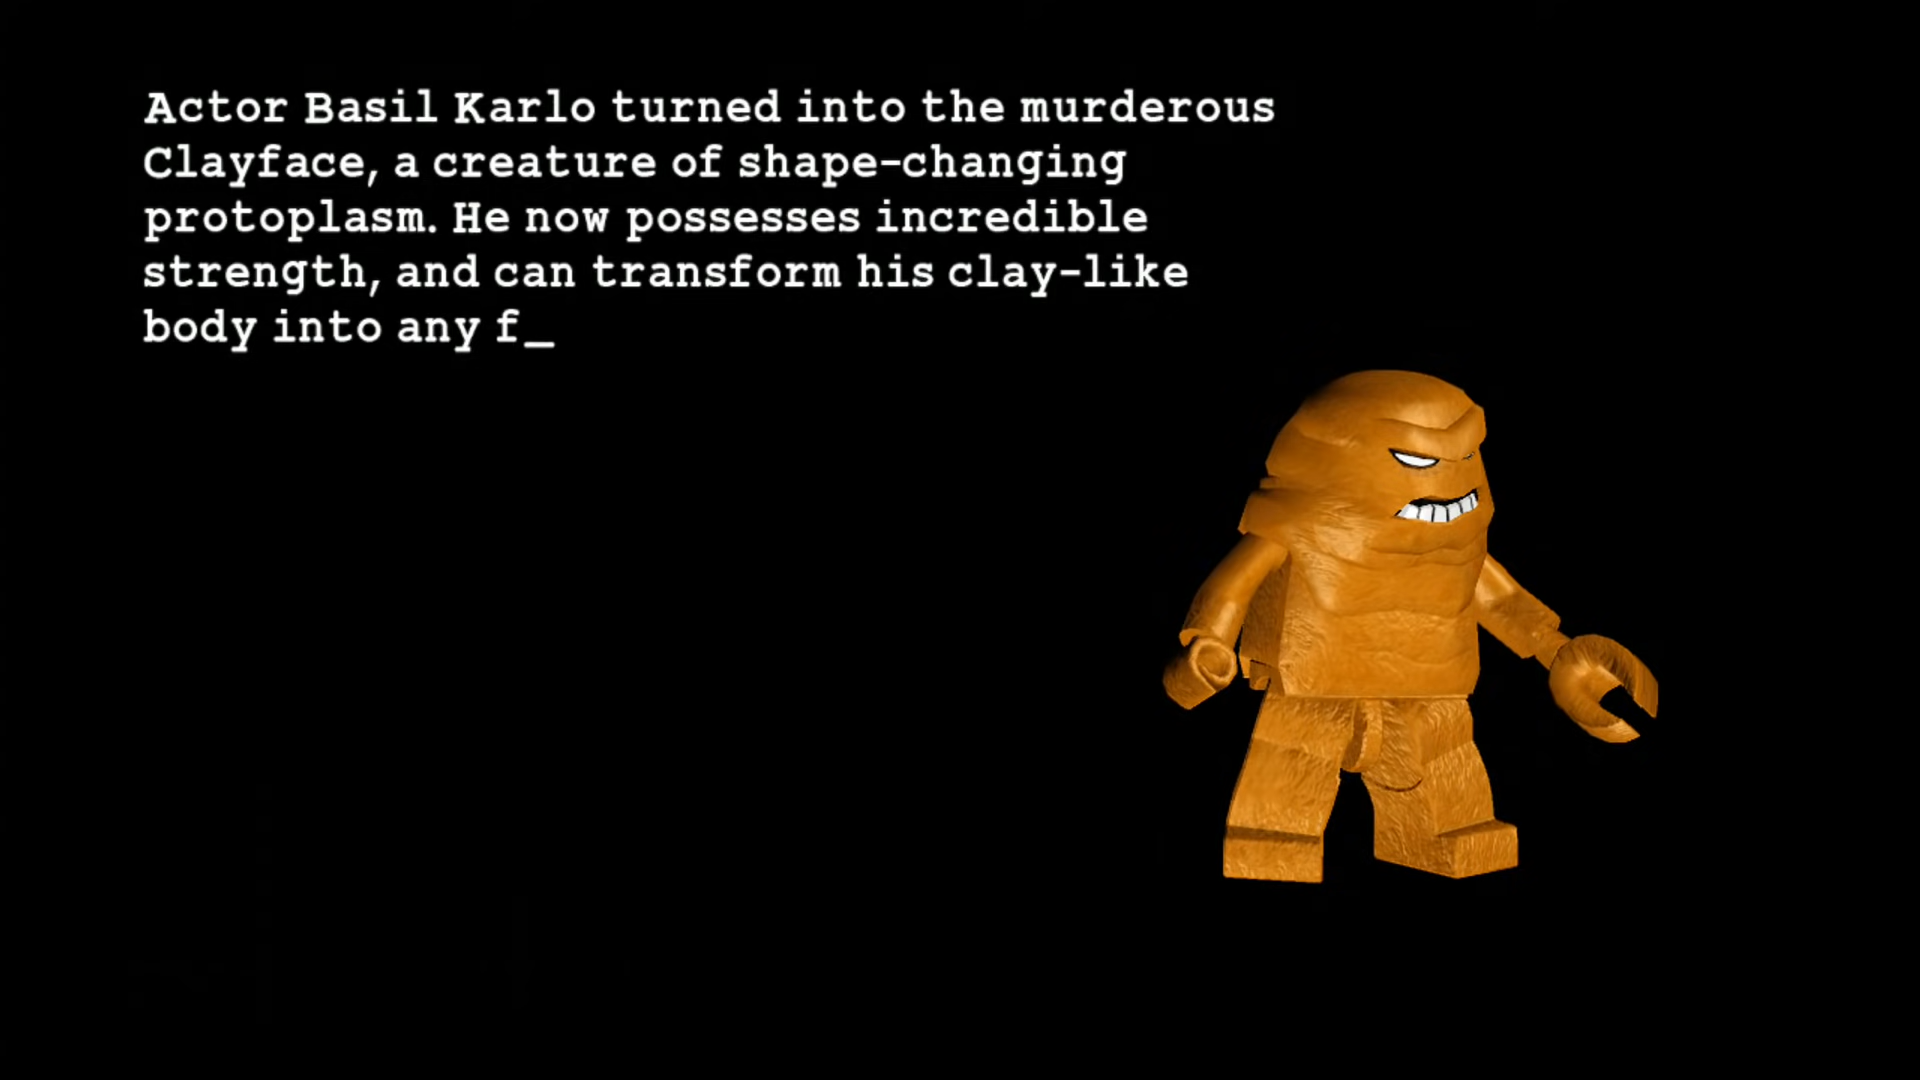 Actor Basil Karlo turned into the murderous
Clayface, a creature of shape-changing
protoplasm. He now possesses incredible
strength, and can transform his clay-like
body into any f_